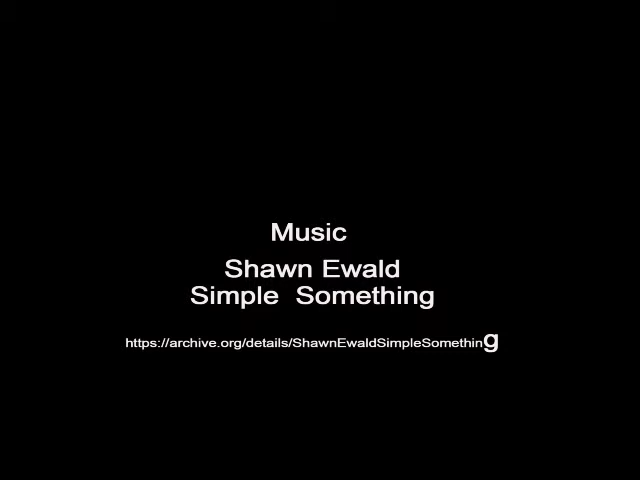 Music
Shawn Ewald
Simple  Something
https://archive.org/details/ShawnEwaldSimpleSomething